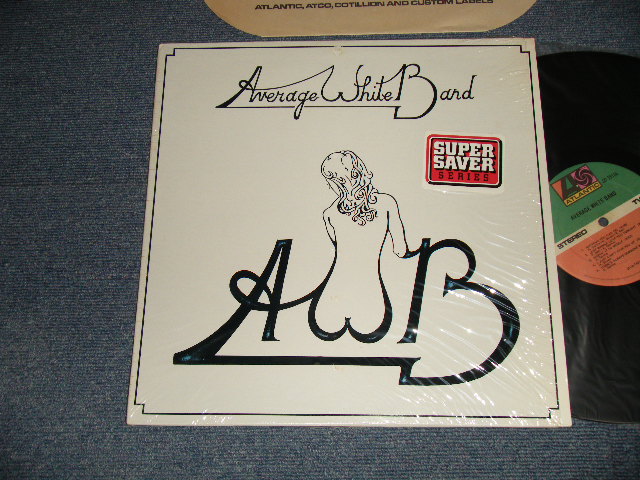 ATLANTIC, ATCO, COTILLION AND CUSTOM LABELS
Average White Band
SUPER
SAVER
SERIES
AWB
ATLANTIC
AVERAGE WHITE BAND
STEREO